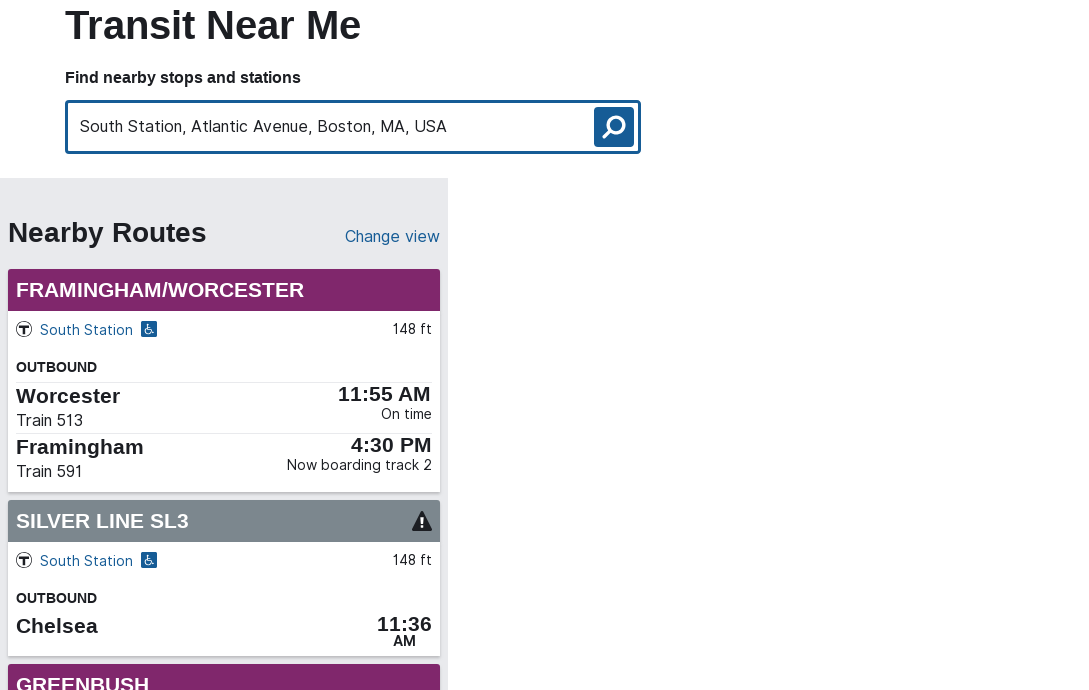 Transit Near Me
Find nearby stops and stations
South Station, Atlantic Avenue, Boston, MA, USA
Nearby Routes
Change view
FRAMINGHAM/WORCESTER
South Station 148 ft
OUTBOUND
Worcester 11:55 AM
Train 513 On time
Framingham 4:30 PM
Train 591 Now boarding track 2
SILVER LINE SL3
South Station 148 ft
OUTBOUND
Chelsea 11:36
AM
GREENBUSH